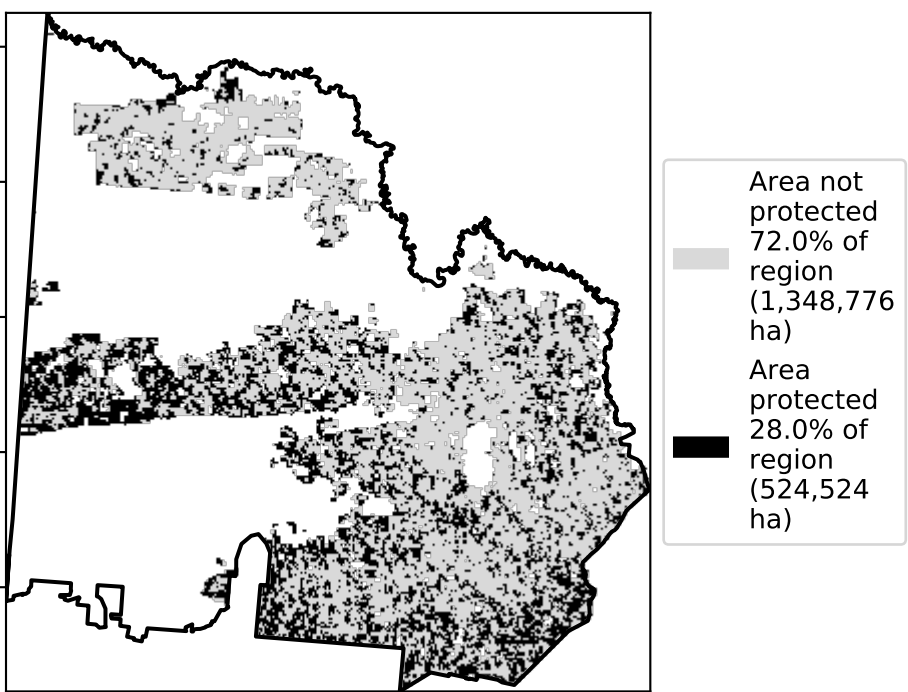 Area not
protected
72.0% of
region
(1,348,776
ha)
Area
protected
28.0% of
region
(524,524
ha)